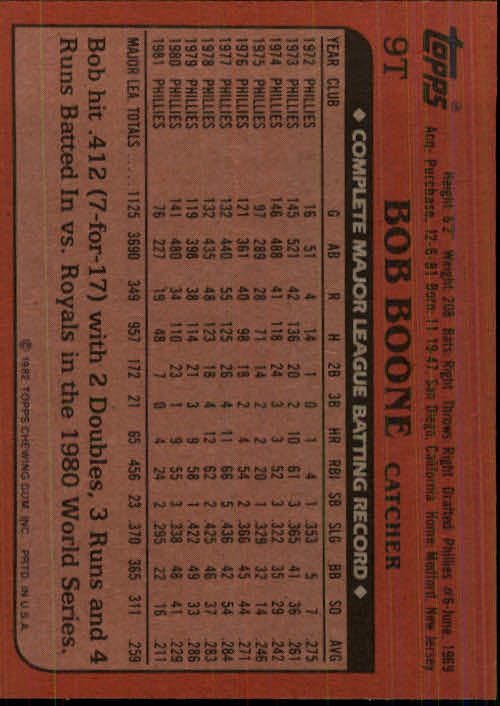 topps®
Height 6'2" Weight 208 Bats Right Throws Right Drafted Phillies #6-June, 1969
Acq. Purchase, 12-6-81 Born 11-19-47, San Diego, California Home Medford, New Jersey
9T BOB BOONE CATCHER
◆ COMPLETE MAJOR LEAGUE BATTING RECORD ◆
YEAR CLUB G AB R H 2B 3B HR RBI SB SLG BB SO AVG
1972 PHILLIES 16 51 4 14 1 0 1 4 1 .353 5 7 .275
1973 PHILLIES 145 521 42 136 20 2 10 61 3 .365 41 36 .261
1974 PHILLIES 146 488 41 118 24 3 3 52 3 .322 35 29 .242
1975 PHILLIES 97 289 28 71 14 2 2 20 1 .329 32 14 .246
1976 PHILLIES 121 361 40 98 18 2 4 54 2 .366 45 44 .271
1977 PHILLIES 132 440 55 125 26 4 11 66 5 .436 42 54 .284
1978 PHILLIES 132 435 48 123 18 4 12 62 2 .425 46 37 .283
1979 PHILLIES 119 398 38 114 21 3 9 58 1 .422 49 33 .286
1980 PHILLIES 141 480 34 110 23 1 9 55 3 .338 48 41 .229
1981 PHILLIES 76 227 19 48 7 0 4 24 2 .295 22 16 .211
MAJOR LEA. TOTALS ..... 1125 3690 349 957 172 21 65 456 23 .370 365 311 .259
Bob hit .412 (7-for-17) with 2 Doubles, 3 Runs and 4
Runs Batted In vs. Royals in the 1980 World Series.
© 1982 TOPPS CHEWING GUM, INC. PRTD. IN U.S.A.